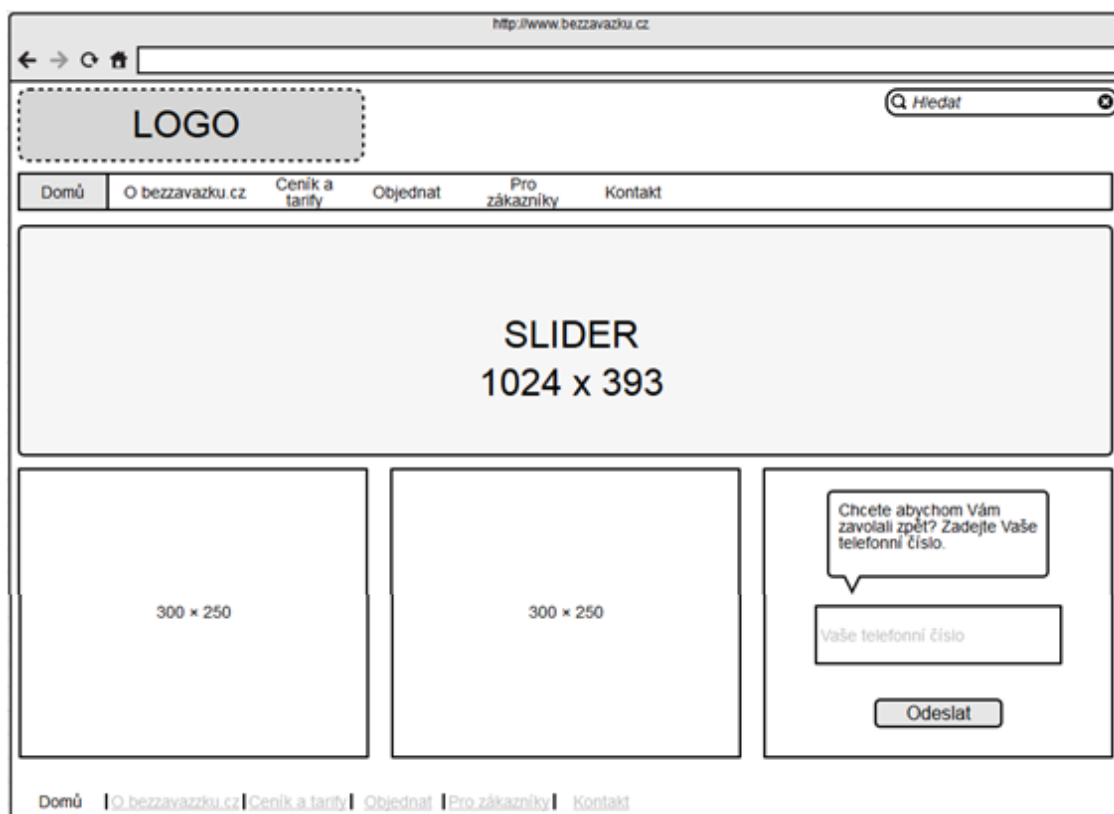 http://www.bezzavazku.cz
LOGO
Hledat
Domů
O bezzavazku.cz
Ceník a
tarify
Objednat
Pro
zákazníky
Kontakt
SLIDER
1024 x 393
300 × 250
300 × 250
Chcete abychom Vám
zavolali zpět? Zadejte Vaše
telefonní číslo.
Vaše telefonní číslo
Odeslat
Domů | O bezzavazzku.cz | Ceník a tarify | Objednat | Pro zákazníky | Kontakt